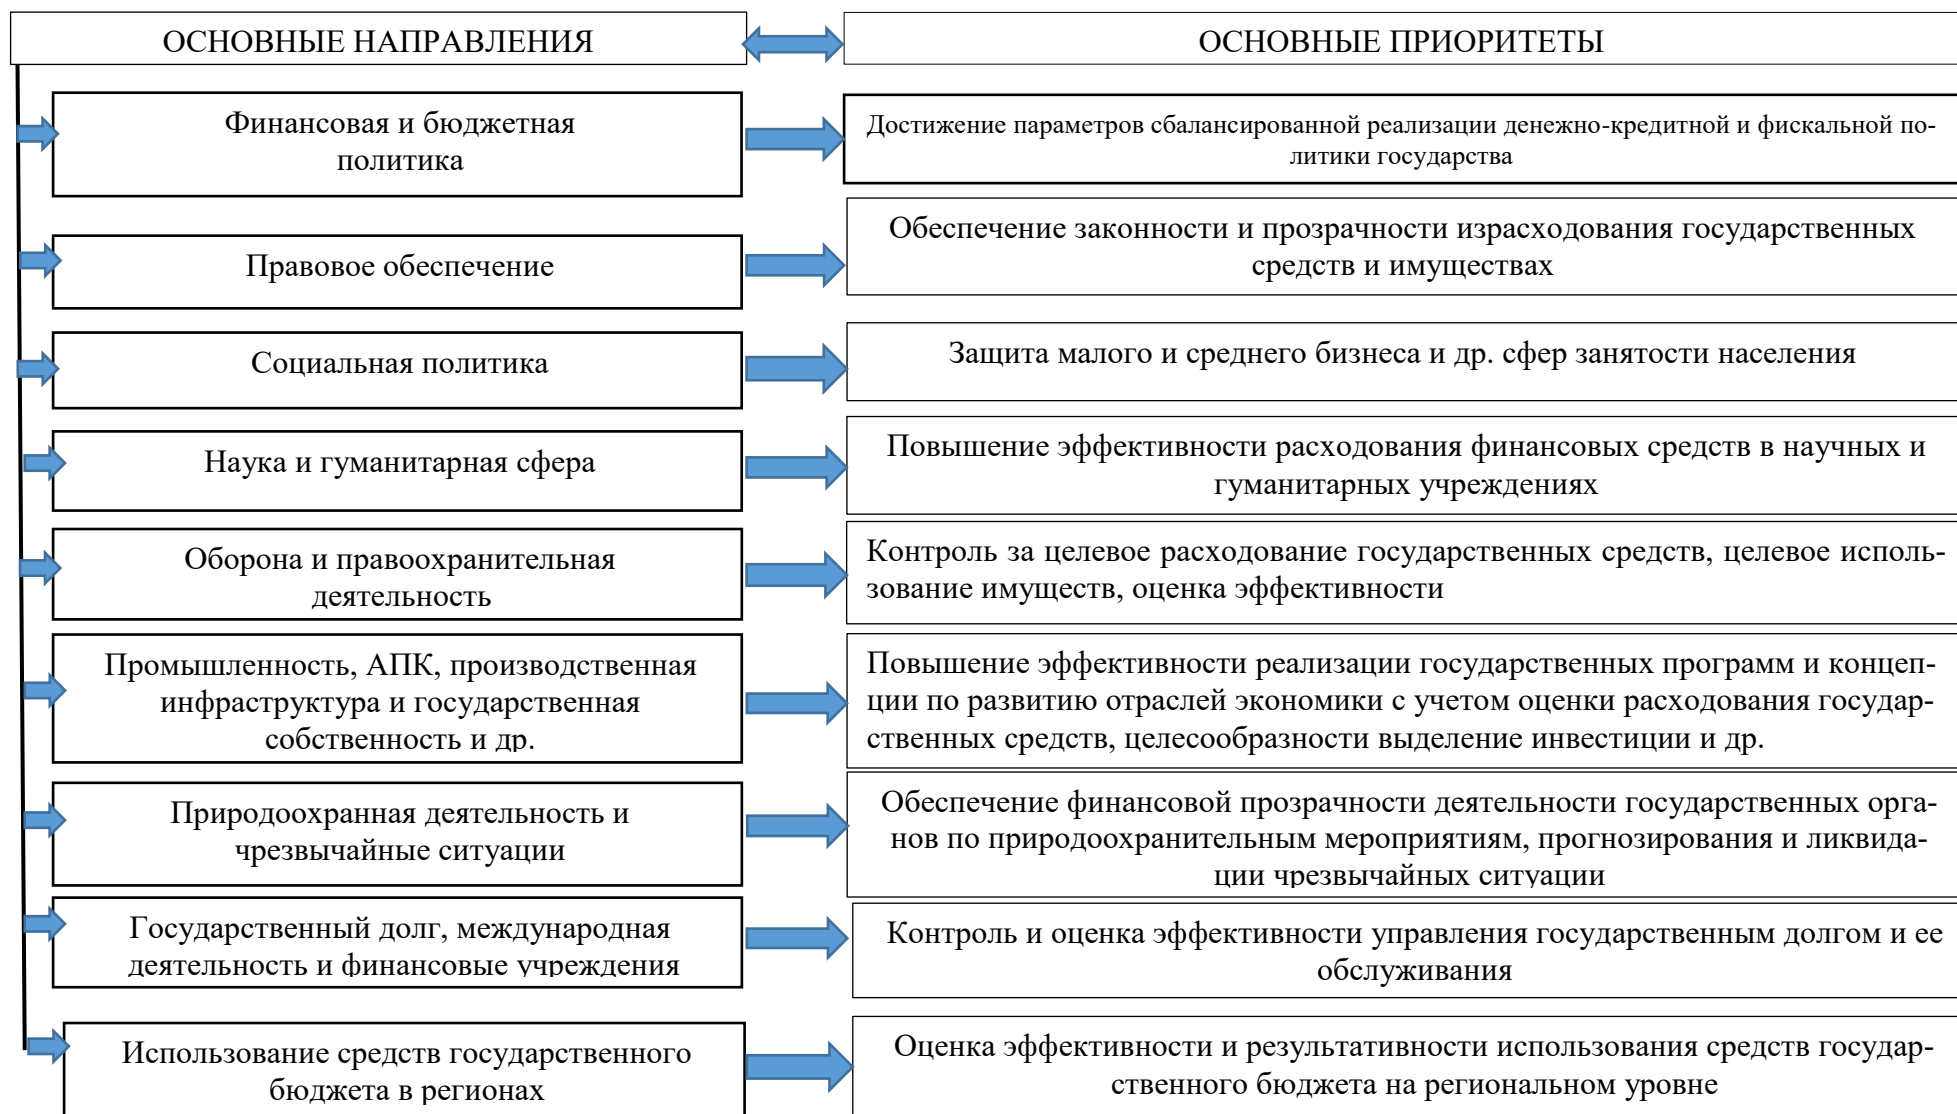 ОСНОВНЫЕ НАПРАВЛЕНИЯ
ОСНОВНЫЕ ПРИОРИТЕТЫ
Финансовая и бюджетная
политика
Достижение параметров сбалансированной реализации денежно-кредитной и фискальной по-
литики государства
Правовое обеспечение
Обеспечение законности и прозрачности израсходования государственных
средств и имуществах
Социальная политика
Защита малого и среднего бизнеса и др. сфер занятости населения
Наука и гуманитарная сфера
Повышение эффективности расходования финансовых средств в научных и
гуманитарных учреждениях
Оборона и правоохранительная
деятельность
Контроль за целевое расходование государственных средств, целевое исполь-
зование имуществ, оценка эффективности
Промышленность, АПК, производственная
инфраструктура и государственная
собственность и др.
Повышение эффективности реализации государственных программ и концеп-
ции по развитию отраслей экономики с учетом оценки расходования государ-
ственных средств, целесообразности выделение инвестиции и др.
Природоохранная деятельность и
чрезвычайные ситуации
Обеспечение финансовой прозрачности деятельности государственных орга-
нов по природоохранительным мероприятиям, прогнозирования и ликвида-
ции чрезвычайных ситуации
Государственный долг, международная
деятельность и финансовые учреждения
Контроль и оценка эффективности управления государственным долгом и ее
обслуживания
Использование средств государственного
бюджета в регионах
Оценка эффективности и результативности использования средств государ-
ственного бюджета на региональном уровне